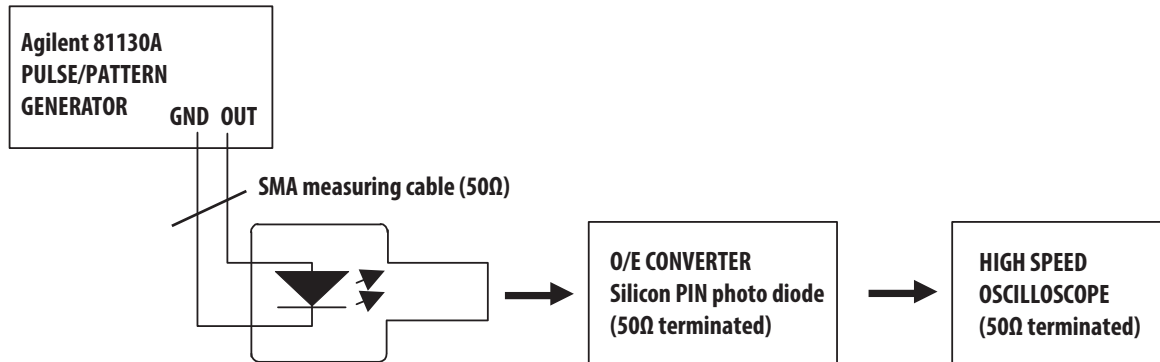 Agilent 81130A
PULSE/PATTERN
GENERATOR
GND OUT
SMA measuring cable (50Ω)
O/E CONVERTER
Silicon PIN photo diode
(50Ω terminated)
HIGH SPEED
OSCILLOSCOPE
(50Ω terminated)